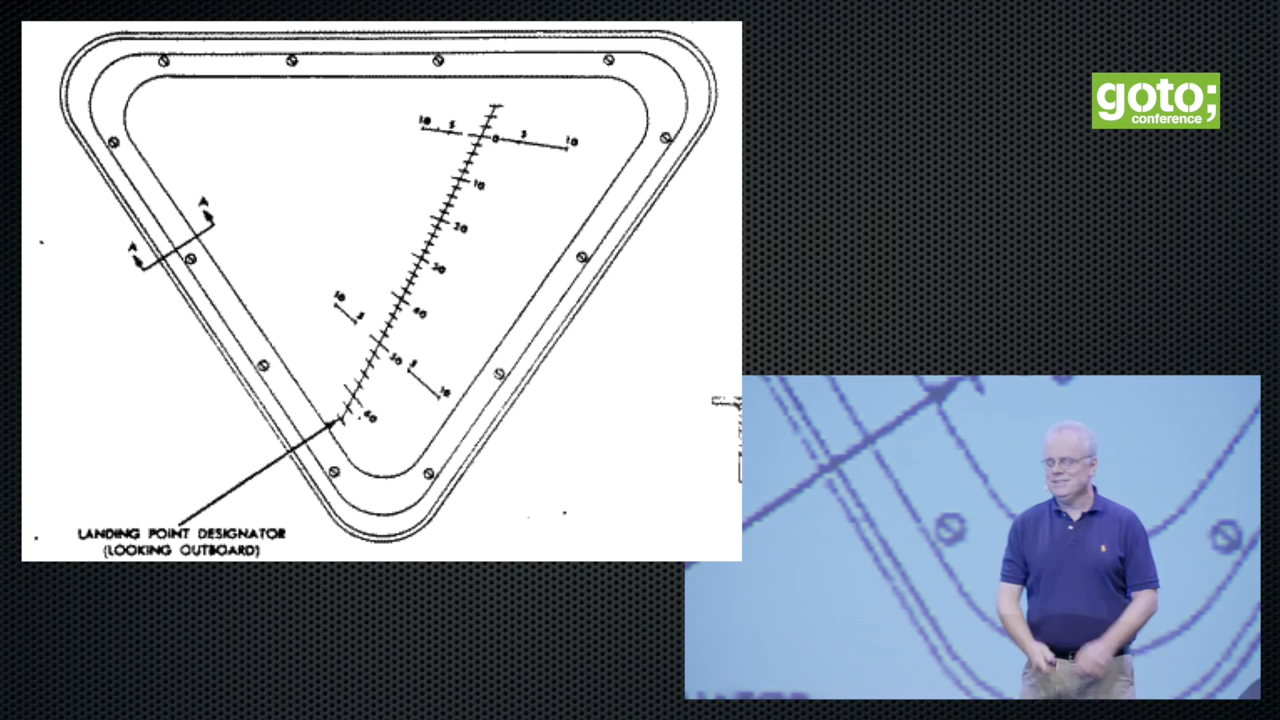 goto;
conference
10 5 0 5 10
10
20
30
40
10 5
50 5 10
60
A
A
LANDING POINT DESIGNATOR
(LOOKING OUTBOARD)